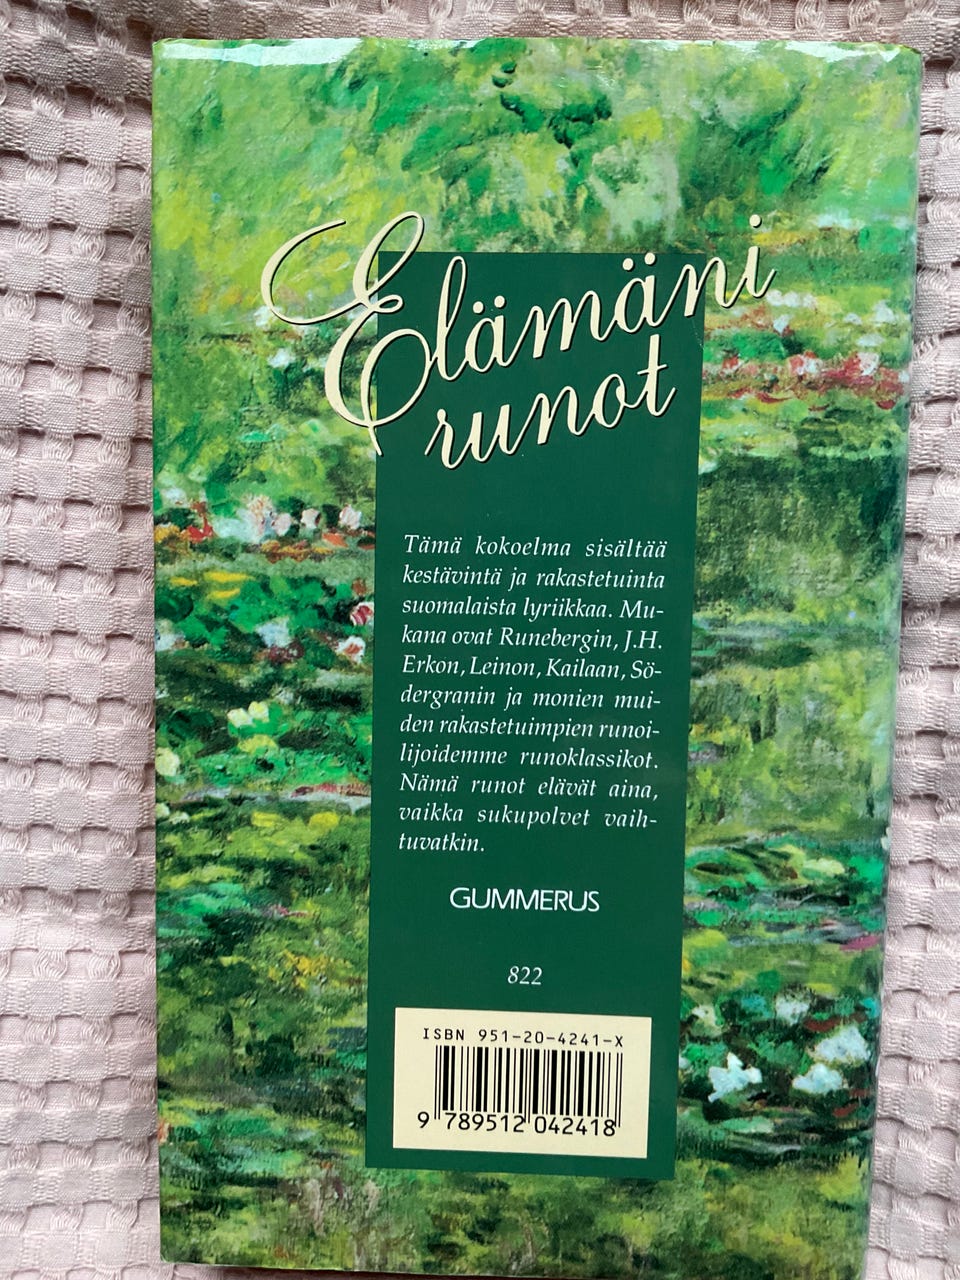 Elämäni
runot
Tämä kokoelma sisältää
kestävintä ja rakastetuinta
suomalaista lyriikkaa. Mu-
kana ovat Runebergin, J.H.
Erkon, Leinon, Kailaan, Sö-
dergranin ja monien mui-
den rakastetuimpien runoi-
lijoidemme runoklassikot.
Nämä runot elävät aina,
vaikka sukupolvet vaih-
tuvatkin.
GUMMERUS
822
ISBN 951-20-4241-X
9 789512 042418